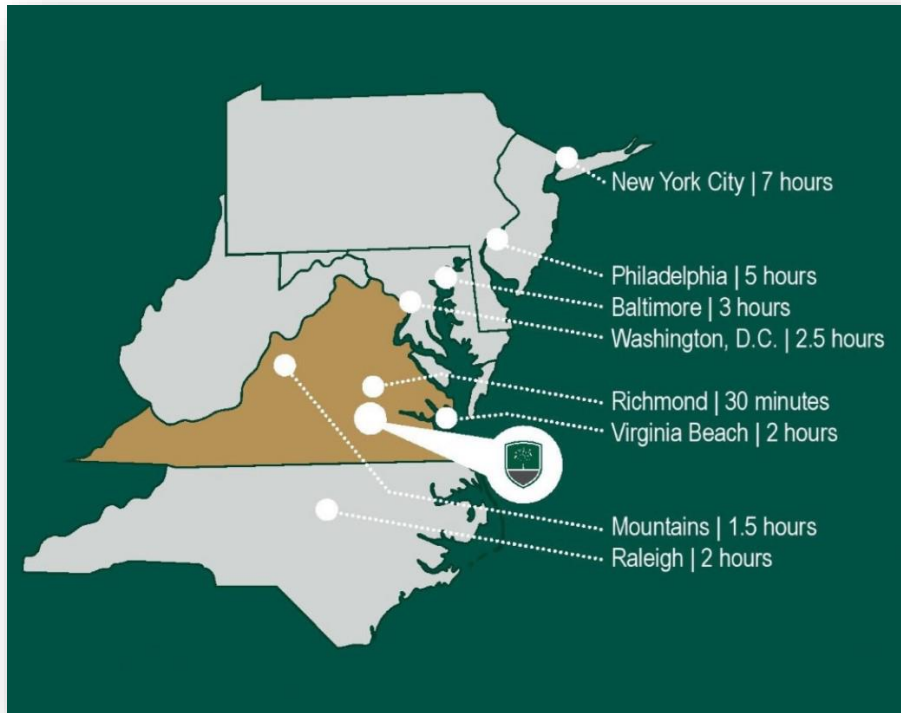 New York City | 7 hours
Philadelphia | 5 hours
Baltimore | 3 hours
Washington, D.C. | 2.5 hours
Richmond | 30 minutes
Virginia Beach | 2 hours
Mountains | 1.5 hours
Raleigh | 2 hours